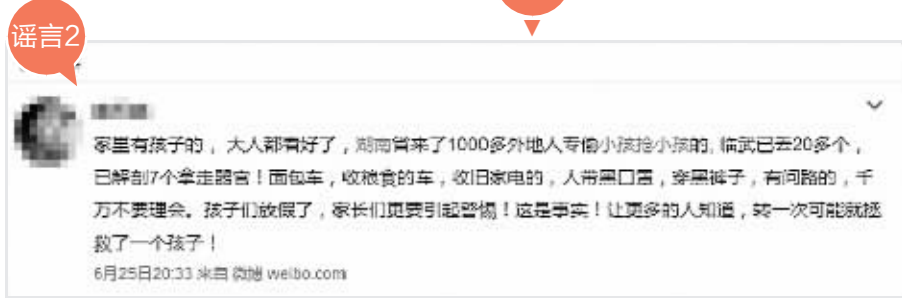 谣言2
家里有孩子的，大人都看好了，湖南省来了1000多外地人专偷小孩抢小孩的, 临武已丢20多个，
已解剖7个拿走器官！面包车，收粮食的车，收旧家电的，人带黑口罩，穿黑裤子，有问路的，千
万不要理会。孩子们放假了，家长们更要引起警惕！这是事实！让更多的人知道，转一次可能就拯
救了一个孩子！
6月25日20:33 来自 微博 weibo.com